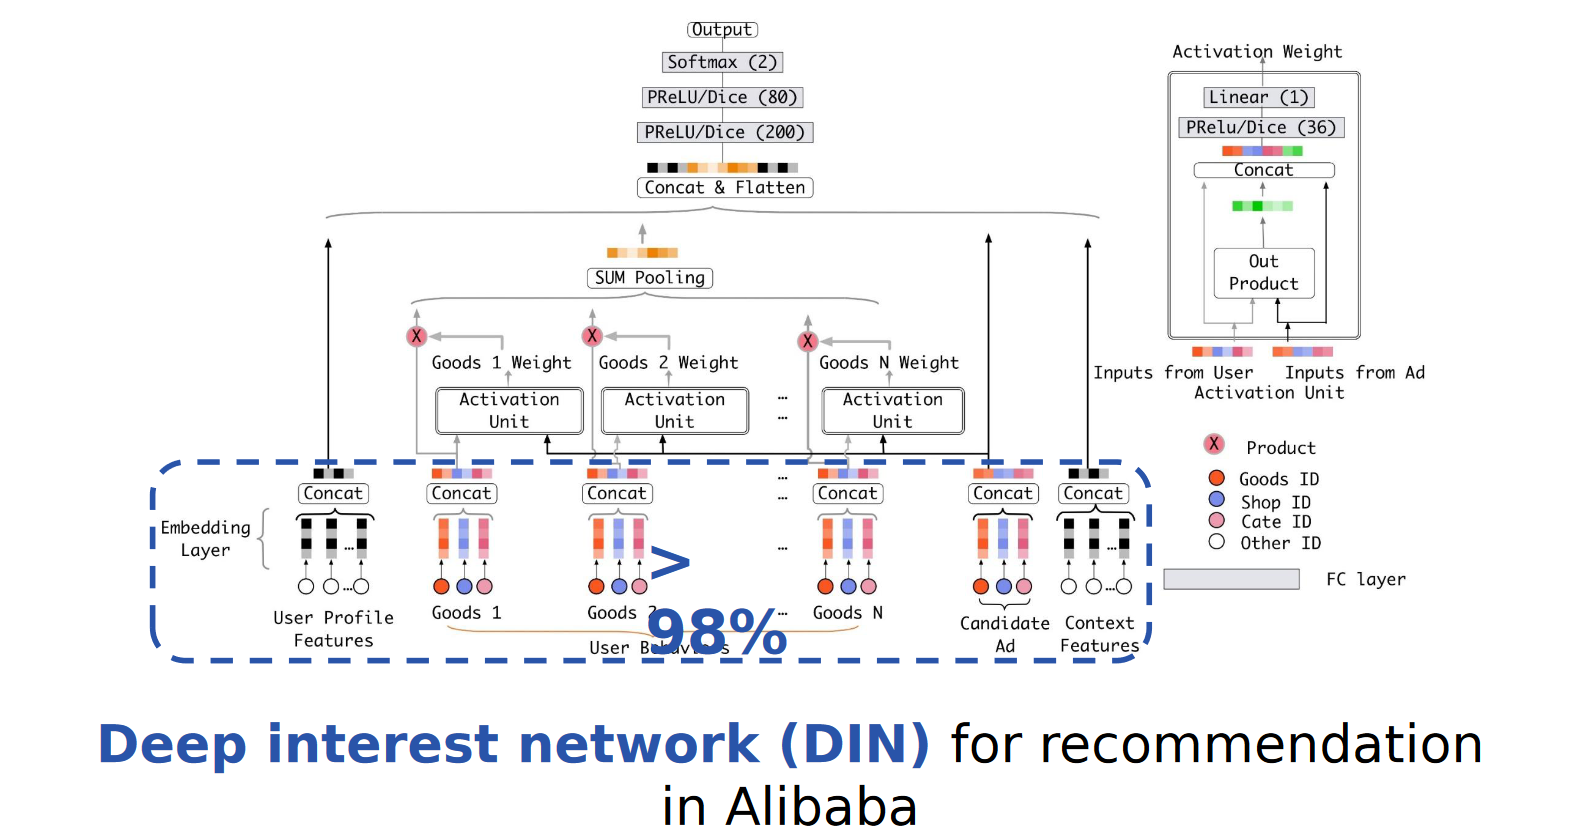 Output
Softmax (2)
PReLU/Dice (80)
PReLU/Dice (200)
Concat & Flatten
SUM Pooling
X
X
X
Goods 1 Weight
Goods 2 Weight
Goods N Weight
Activation
Unit
Activation
Unit
...
...
Activation
Unit
Concat
Concat
Concat
...
...
Concat
Concat
Concat
Embedding
Layer
...
...
...
>
98%
User Profile
Features
Goods 1
Goods 2
...
Goods N
User Behaviors
Candidate
Ad
Context
Features
Activation Weight
Linear (1)
PRelu/Dice (36)
Concat
Out
Product
Inputs from User
Inputs from Ad
Activation Unit
X
Product
Goods ID
Shop ID
Cate ID
Other ID
FC layer
Deep interest network (DIN) for recommendation
in Alibaba